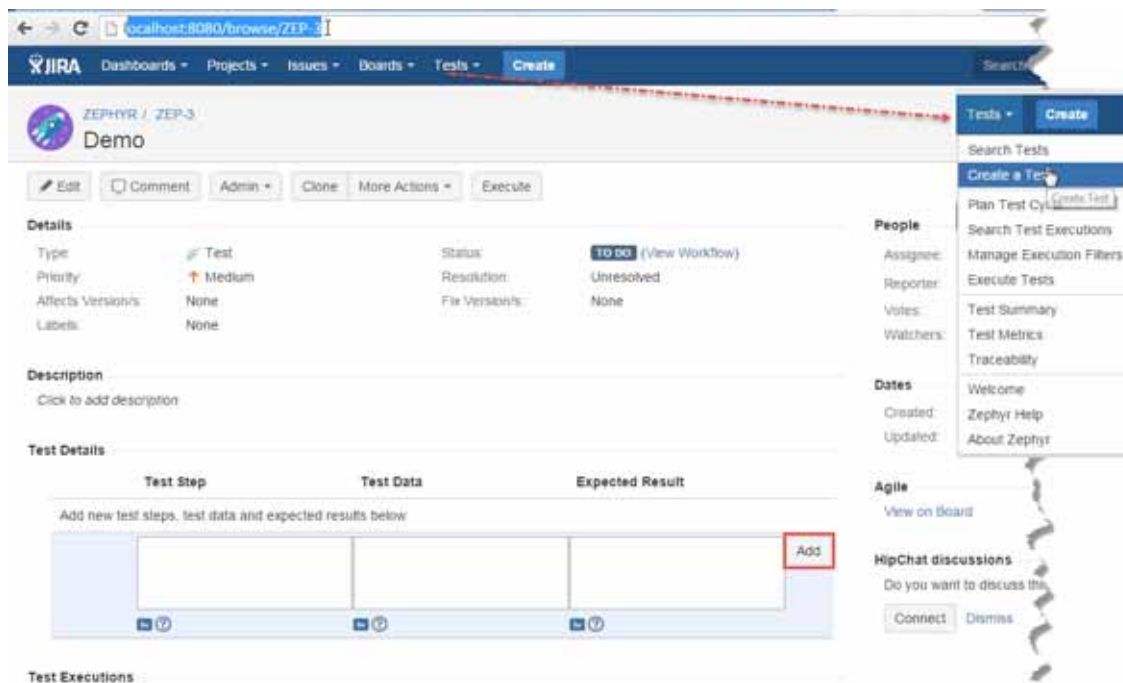 localhost:8080/browse/ZEP-3
JIRA Dashboards Projects Issues Boards Tests Create Search
ZEPHYR / ZEP-3
Demo
Tests Create
Search Tests
Create a Test
Create Test
Plan Test Cyc
Search Test Executions
Manage Execution Filters
Execute Tests
Test Summary
Test Metrics
Traceability
Welcome
Zephyr Help
About Zephyr
Edit Comment Admin Clone More Actions Execute
Details
Type: Test Status: TO DO (View Workflow)
Priority: Medium Resolution: Unresolved
Affects Version/s: None Fix Version/s: None
Labels: None
Description
Click to add description
Test Details
Test Step Test Data Expected Result
Add new test steps, test data and expected results below
Add
Test Executions
People
Assignee:
Reporter:
Votes:
Watchers:
Dates
Created:
Updated:
Agile
View on Board
HipChat discussions
Do you want to discuss this
Connect Dismiss